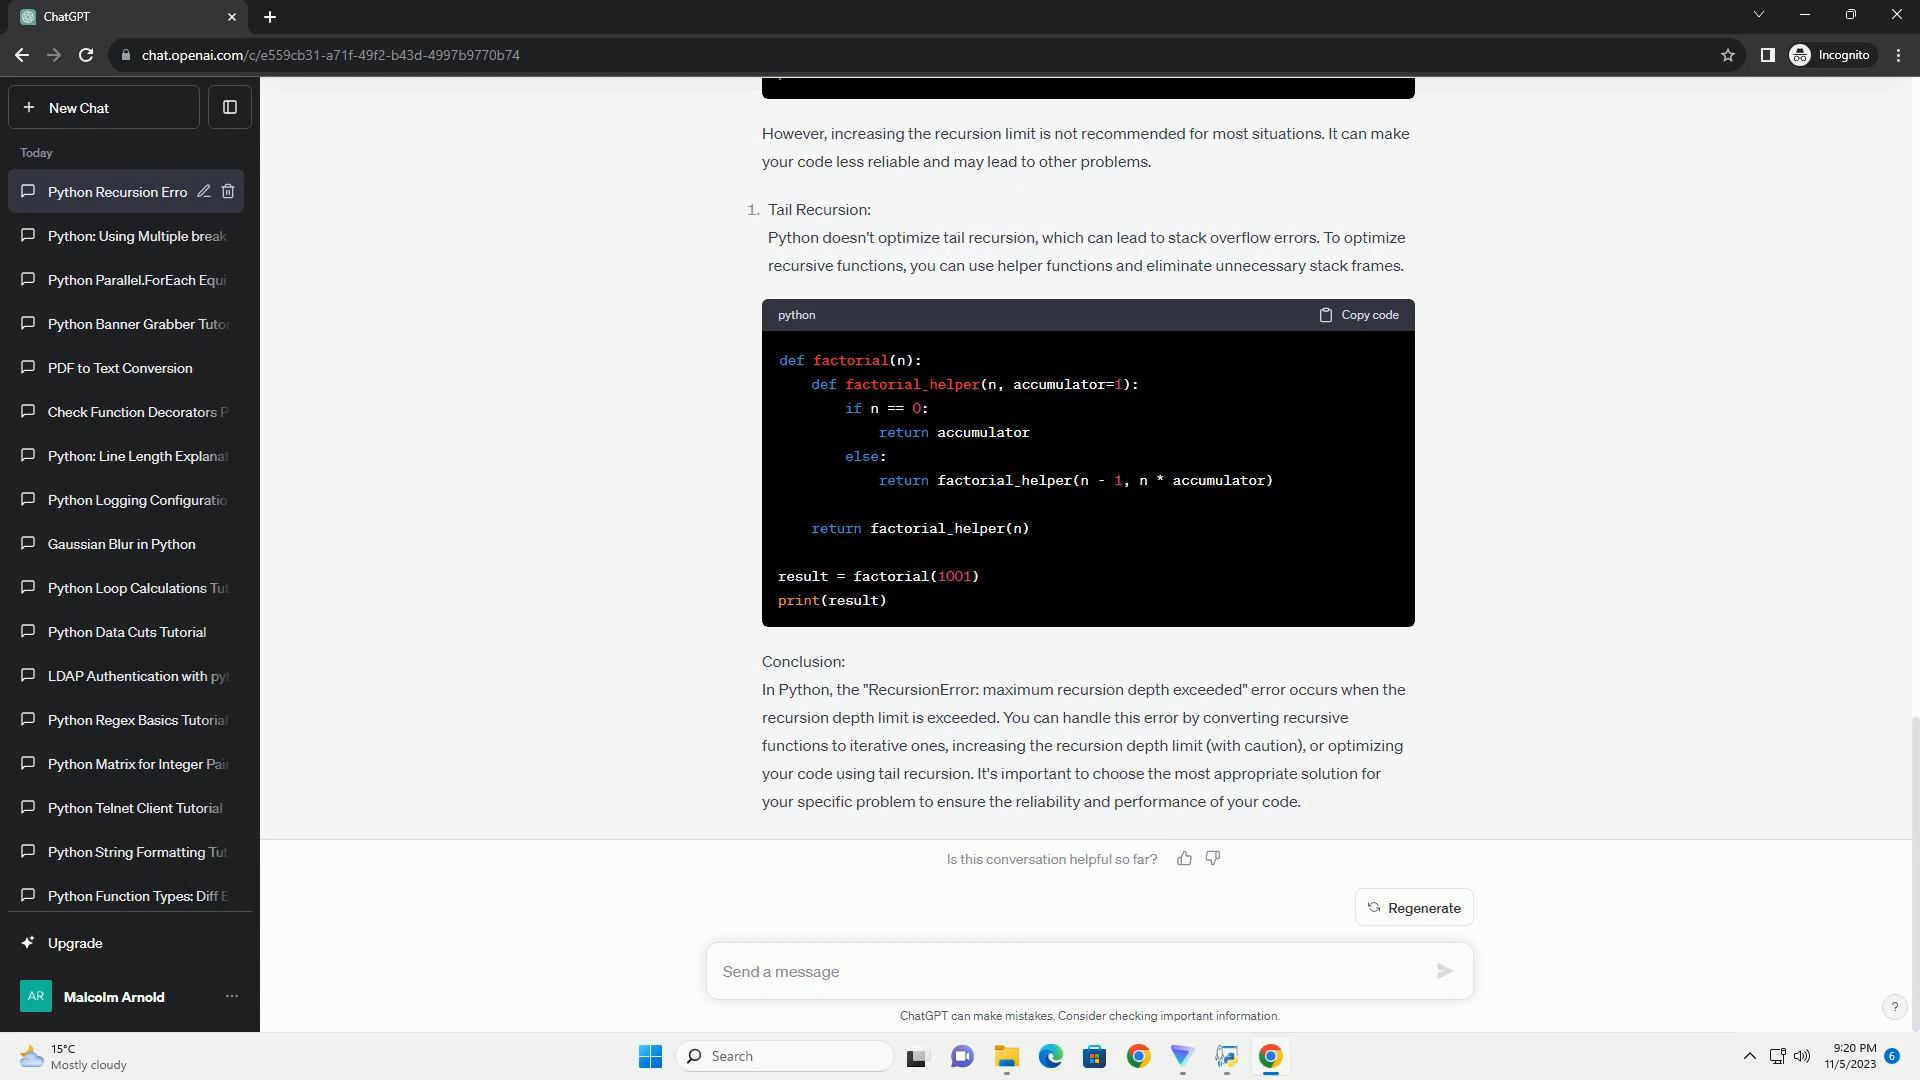 ChatGPT
chat.openai.com/c/e559cb31-a71f-49f2-b43d-4997b9770b74
Incognito
New Chat
Today
Python Recursion Erro
Python: Using Multiple break
Python Parallel.ForEach Equi
Python Banner Grabber Tutor
PDF to Text Conversion
Check Function Decorators P
Python: Line Length Explanat
Python Logging Configuratio
Gaussian Blur in Python
Python Loop Calculations Tut
Python Data Cuts Tutorial
LDAP Authentication with pyt
Python Regex Basics Tutorial
Python Matrix for Integer Pair
Python Telnet Client Tutorial
Python String Formatting Tut
Python Function Types: Diff E
Upgrade
AR Malcolm Arnold
However, increasing the recursion limit is not recommended for most situations. It can make
your code less reliable and may lead to other problems.
1. Tail Recursion:
Python doesn't optimize tail recursion, which can lead to stack overflow errors. To optimize
recursive functions, you can use helper functions and eliminate unnecessary stack frames.
python Copy code
def factorial(n):
def factorial_helper(n, accumulator=1):
if n == 0:
return accumulator
else:
return factorial_helper(n - 1, n * accumulator)
return factorial_helper(n)
result = factorial(1001)
print(result)
Conclusion:
In Python, the "RecursionError: maximum recursion depth exceeded" error occurs when the
recursion depth limit is exceeded. You can handle this error by converting recursive
functions to iterative ones, increasing the recursion depth limit (with caution), or optimizing
your code using tail recursion. It's important to choose the most appropriate solution for
your specific problem to ensure the reliability and performance of your code.
Is this conversation helpful so far?
Regenerate
Send a message
ChatGPT can make mistakes. Consider checking important information.
?
15°C
Mostly cloudy
Search
9:20 PM
11/5/2023
6